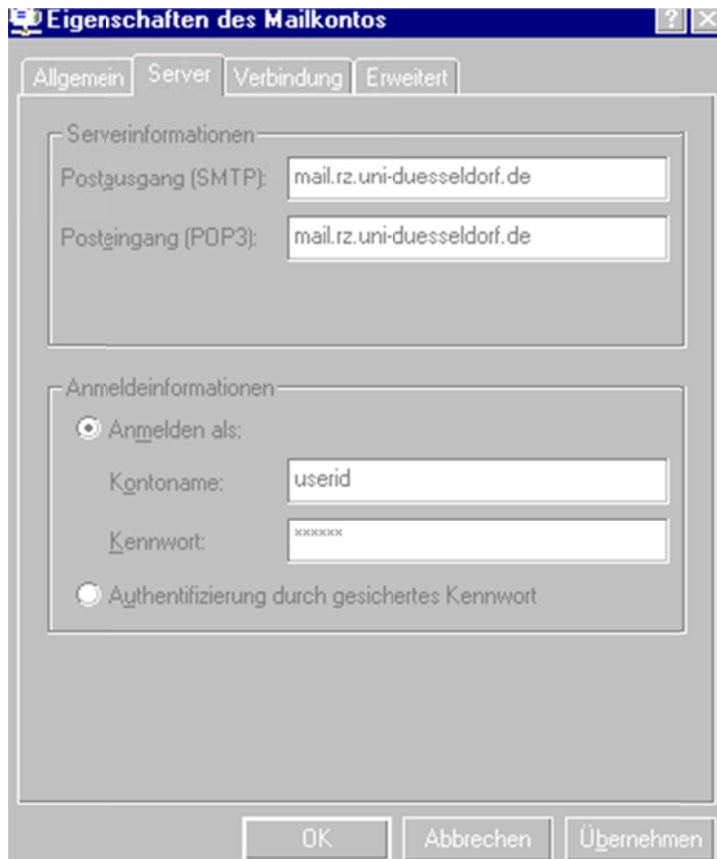 Eigenschaften des Mailkontos
Allgemein Server Verbindung Erweitert
Serverinformationen
Postausgang (SMTP): mail.rz.uni-duesseldorf.de
Posteingang (POP3): mail.rz.uni-duesseldorf.de
Anmeldeinformationen
Anmelden als:
Kontoname: userid
Kennwort: ××××××
Authentifizierung durch gesichertes Kennwort
OK Abbrechen Übernehmen